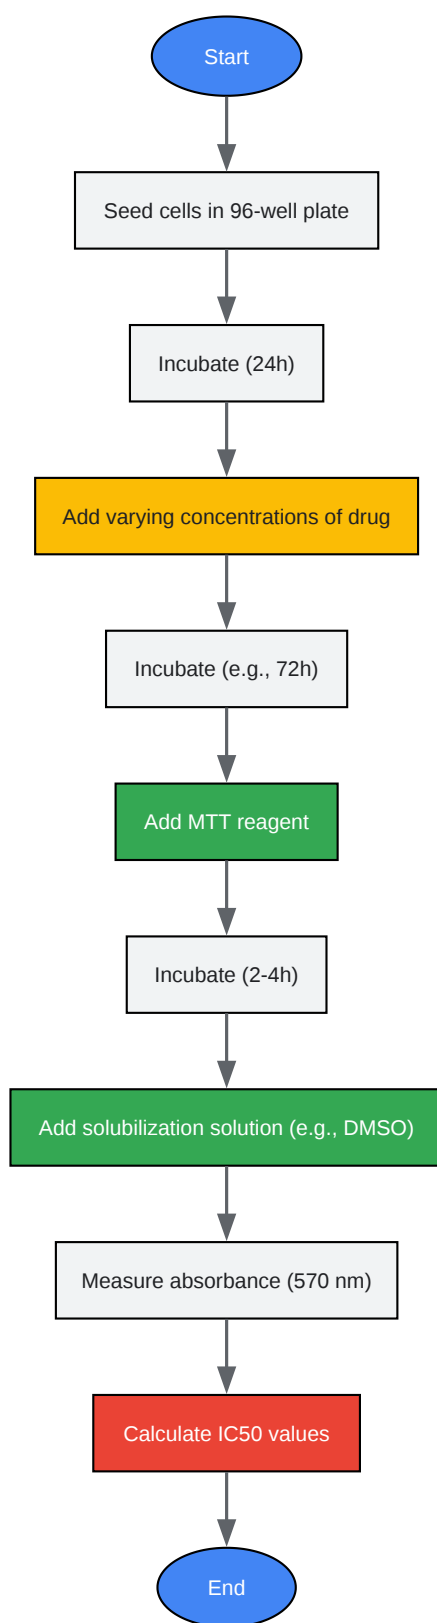 Start
Seed cells in 96-well plate
Incubate (24h)
Add varying concentrations of drug
Incubate (e.g., 72h)
Add MTT reagent
Incubate (2-4h)
Add solubilization solution (e.g., DMSO)
Measure absorbance (570 nm)
Calculate IC50 values
End